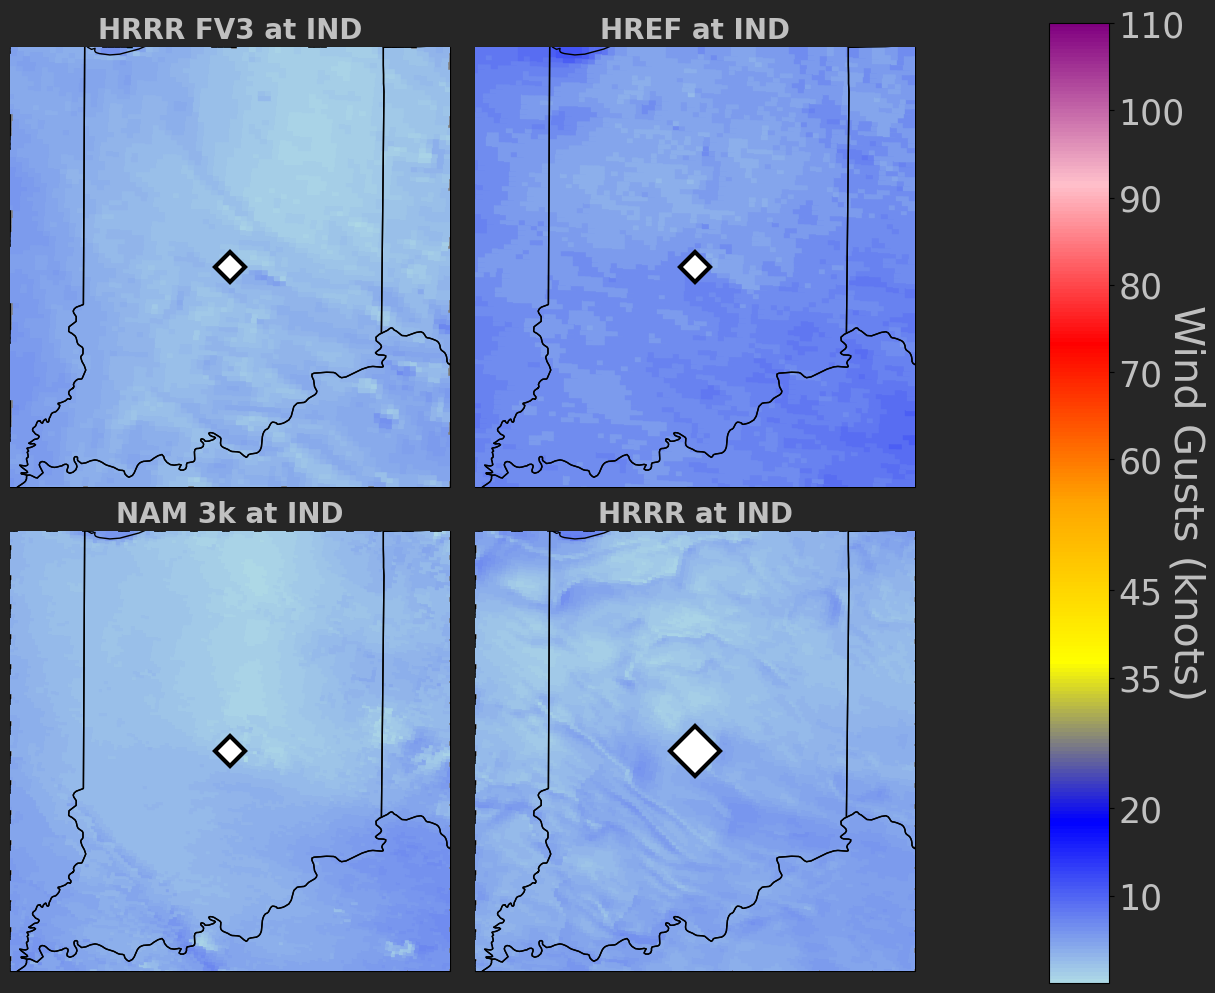 HRRR FV3 at IND
HREF at IND
NAM 3k at IND
HRRR at IND
110
100
90
80
70
60
45
35
20
10
Wind Gusts (knots)